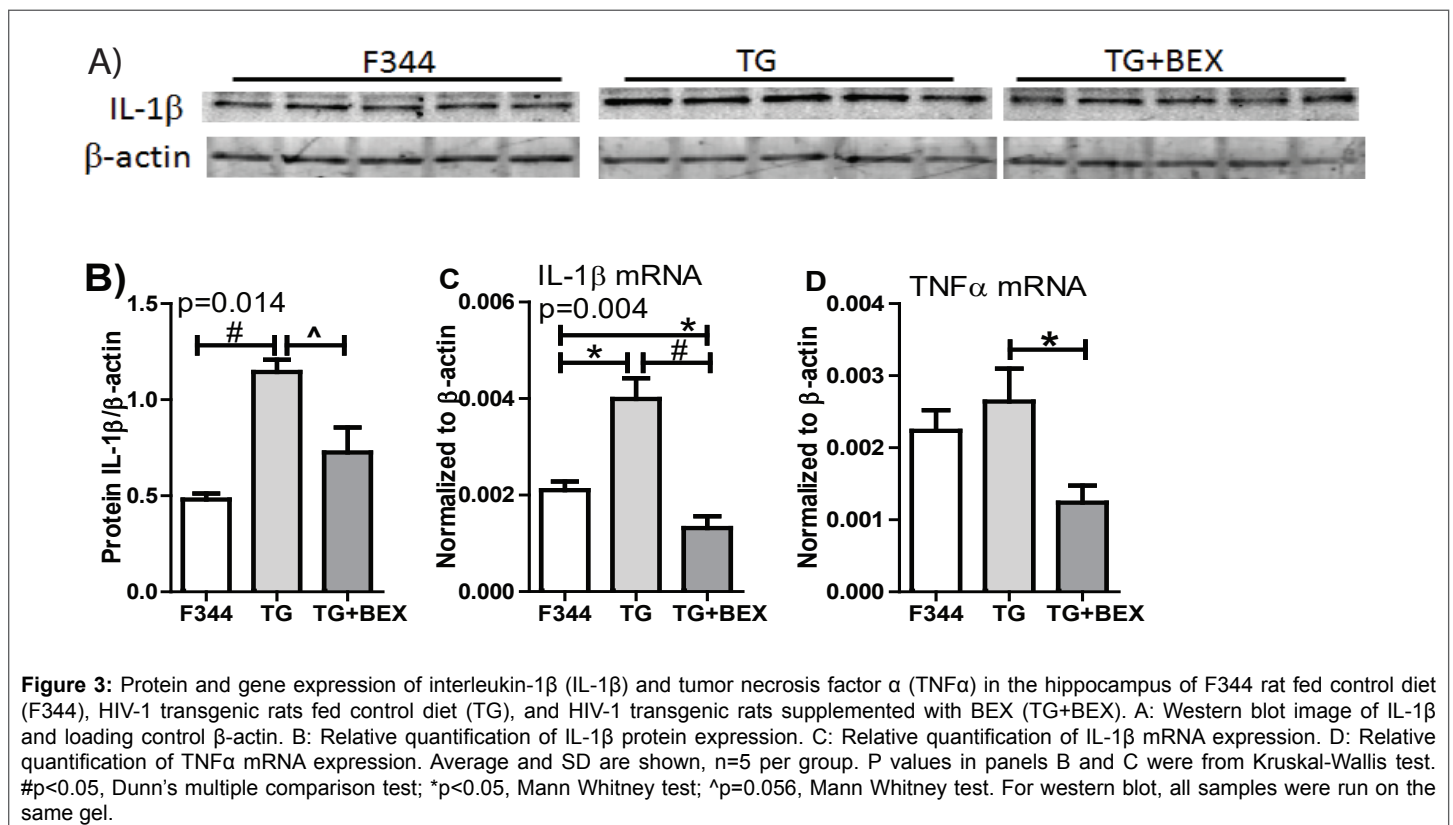 A)
F344 TG TG+BEX
IL-1β
β-actin
B)
p=0.014
# ^
Protein IL-1β/β-actin
1.5
1.0
0.5
0.0
F344 TG TG+BEX
C IL-1β mRNA
p=0.004
*
* #
Normalized to β-actin
0.006
0.004
0.002
0.000
F344 TG TG+BEX
D TNFα mRNA
*
Normalized to β-actin
0.004
0.003
0.002
0.001
0.000
F344 TG TG+BEX
Figure 3: Protein and gene expression of interleukin-1β (IL-1β) and tumor necrosis factor α (TNFα) in the hippocampus of F344 rat fed control diet
(F344), HIV-1 transgenic rats fed control diet (TG), and HIV-1 transgenic rats supplemented with BEX (TG+BEX). A: Western blot image of IL-1β
and loading control β-actin. B: Relative quantification of IL-1β protein expression. C: Relative quantification of IL-1β mRNA expression. D: Relative
quantification of TNFα mRNA expression. Average and SD are shown, n=5 per group. P values in panels B and C were from Kruskal-Wallis test.
#p<0.05, Dunn's multiple comparison test; *p<0.05, Mann Whitney test; ^p=0.056, Mann Whitney test. For western blot, all samples were run on the
same gel.